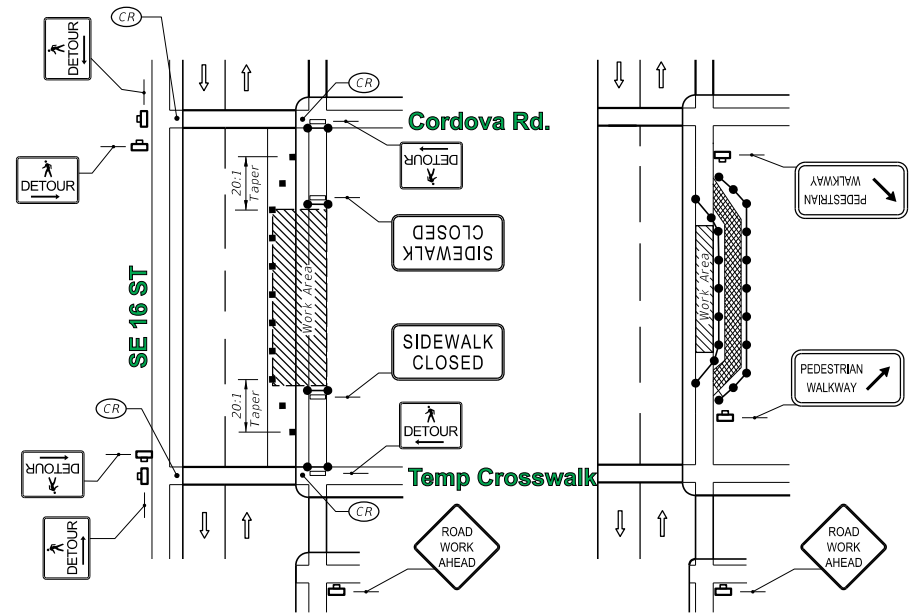 CR
DETOUR
CR
Cordova Rd.
DETOUR
DETOUR
20:1
Taper
SIDEWALK
CLOSED
PEDESTRIAN
WALKWAY
SE 16 ST
Work Area
Work Area
SIDEWALK
CLOSED
PEDESTRIAN
WALKWAY
20:1
Taper
CR
DETOUR
DETOUR
Temp Crosswalk
DETOUR
CR
ROAD
WORK
AHEAD
ROAD
WORK
AHEAD